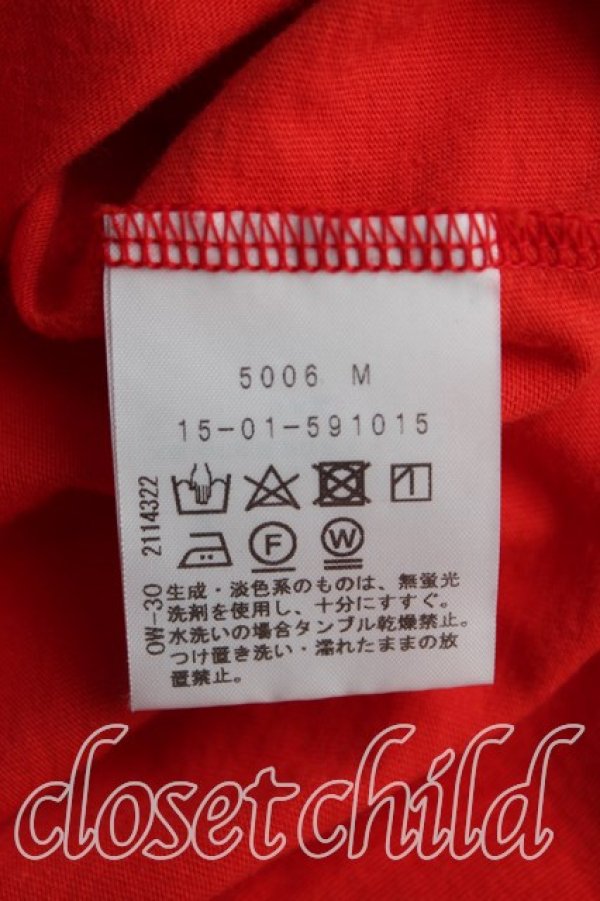 5006 M
15-01-591015
F
W
OW-30 2114322
生成・淡色系のものは、無蛍光
洗剤を使用し、十分にすすぐ。
水洗いの場合タンブル乾燥禁止。
つけ置き洗い・濡れたままの放
置禁止。
closet child